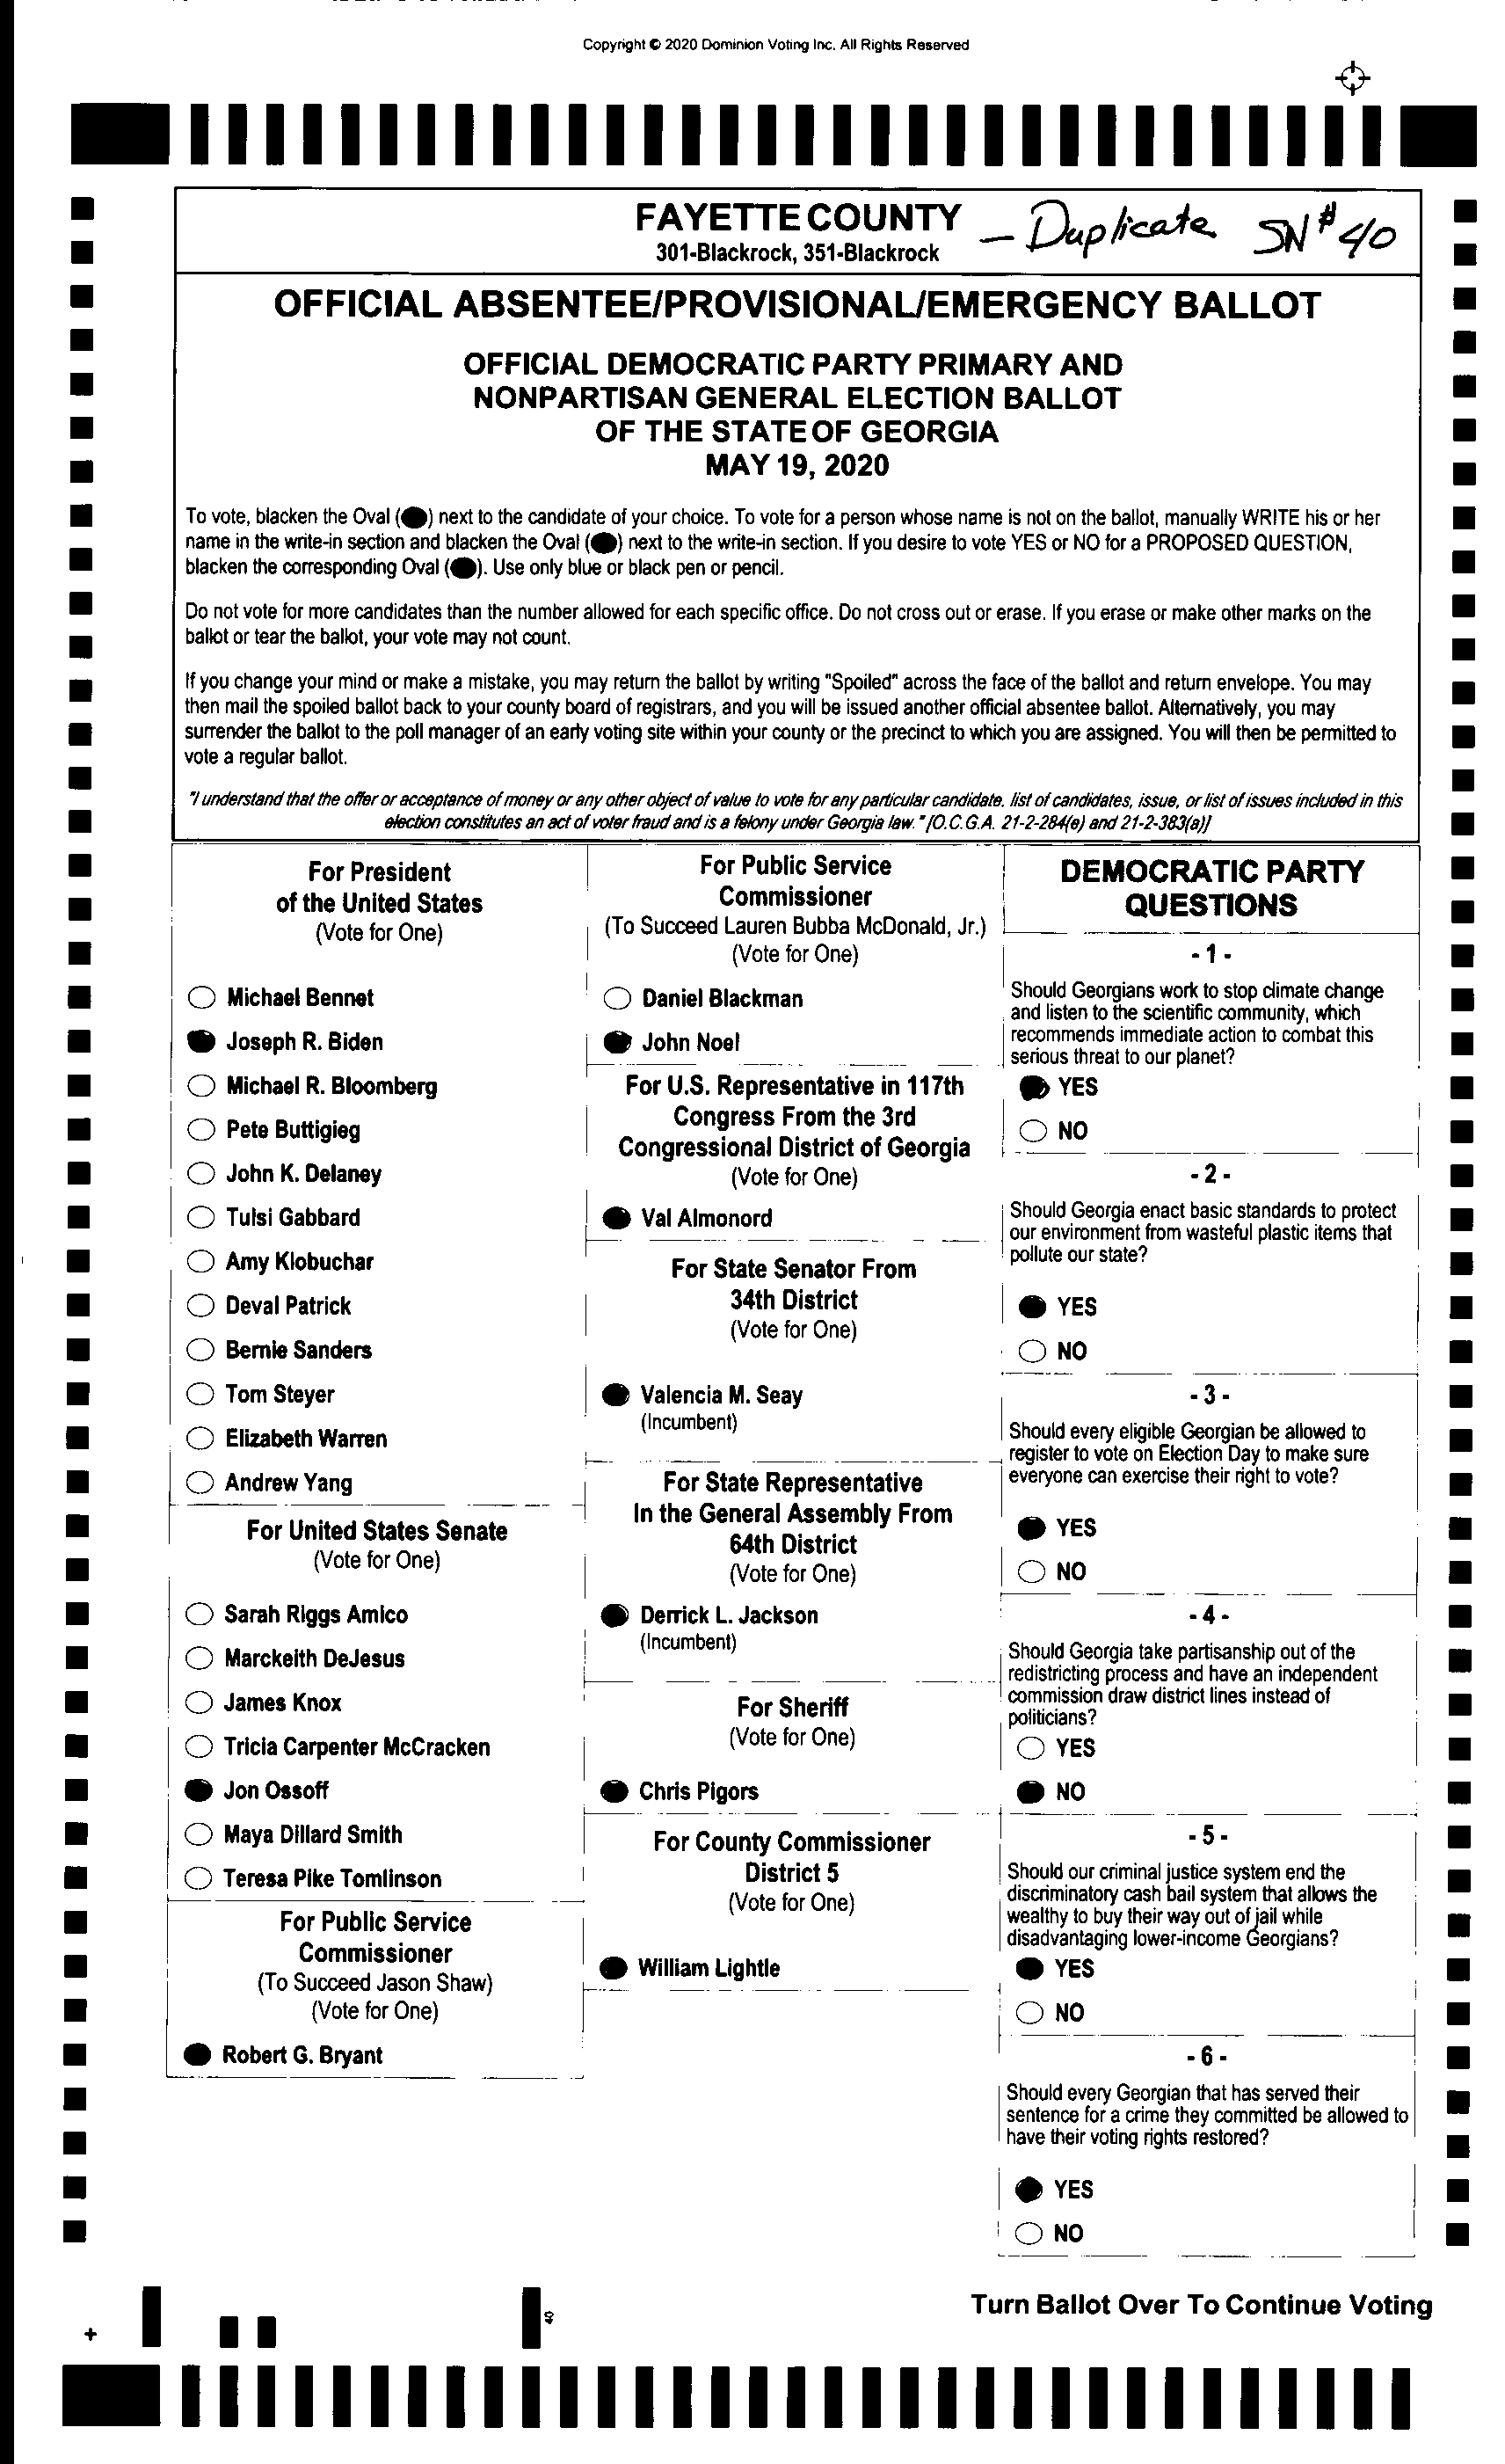 Copyright © 2020 Dominion Voting Inc. All Rights Reserved
FAYETTE COUNTY
301-Blackrock, 351-Blackrock
– Duplicate SN # 40
OFFICIAL ABSENTEE/PROVISIONAL/EMERGENCY BALLOT
OFFICIAL DEMOCRATIC PARTY PRIMARY AND
NONPARTISAN GENERAL ELECTION BALLOT
OF THE STATE OF GEORGIA
MAY 19, 2020
To vote, blacken the Oval (●) next to the candidate of your choice. To vote for a person whose name is not on the ballot, manually WRITE his or her
name in the write-in section and blacken the Oval (●) next to the write-in section. If you desire to vote YES or NO for a PROPOSED QUESTION,
blacken the corresponding Oval (●). Use only blue or black pen or pencil.
Do not vote for more candidates than the number allowed for each specific office. Do not cross out or erase. If you erase or make other marks on the
ballot or tear the ballot, your vote may not count.
If you change your mind or make a mistake, you may return the ballot by writing "Spoiled" across the face of the ballot and return envelope. You may
then mail the spoiled ballot back to your county board of registrars, and you will be issued another official absentee ballot. Alternatively, you may
surrender the ballot to the poll manager of an early voting site within your county or the precinct to which you are assigned. You will then be permitted to
vote a regular ballot.
"I understand that the offer or acceptance of money or any other object of value to vote for any particular candidate, list of candidates, issue, or list of issues included in this
election constitutes an act of voter fraud and is a felony under Georgia law." [O.C.G.A. 21-2-284(e) and 21-2-383(a)]
For President
of the United States
(Vote for One)
Michael Bennet
Joseph R. Biden
Michael R. Bloomberg
Pete Buttigieg
John K. Delaney
Tulsi Gabbard
Amy Klobuchar
Deval Patrick
Bernie Sanders
Tom Steyer
Elizabeth Warren
Andrew Yang
For United States Senate
(Vote for One)
Sarah Riggs Amico
Marckeith DeJesus
James Knox
Tricia Carpenter McCracken
Jon Ossoff
Maya Dillard Smith
Teresa Pike Tomlinson
For Public Service
Commissioner
(To Succeed Jason Shaw)
(Vote for One)
Robert G. Bryant
For Public Service
Commissioner
(To Succeed Lauren Bubba McDonald, Jr.)
(Vote for One)
Daniel Blackman
John Noel
For U.S. Representative in 117th
Congress From the 3rd
Congressional District of Georgia
(Vote for One)
Val Almonord
For State Senator From
34th District
(Vote for One)
Valencia M. Seay
(Incumbent)
For State Representative
In the General Assembly From
64th District
(Vote for One)
Derrick L. Jackson
(Incumbent)
For Sheriff
(Vote for One)
Chris Pigors
For County Commissioner
District 5
(Vote for One)
William Lightle
DEMOCRATIC PARTY
QUESTIONS
- 1 -
Should Georgians work to stop climate change
and listen to the scientific community, which
recommends immediate action to combat this
serious threat to our planet?
YES
NO
- 2 -
Should Georgia enact basic standards to protect
our environment from wasteful plastic items that
pollute our state?
YES
NO
- 3 -
Should every eligible Georgian be allowed to
register to vote on Election Day to make sure
everyone can exercise their right to vote?
YES
NO
- 4 -
Should Georgia take partisanship out of the
redistricting process and have an independent
commission draw district lines instead of
politicians?
YES
NO
- 5 -
Should our criminal justice system end the
discriminatory cash bail system that allows the
wealthy to buy their way out of jail while
disadvantaging lower-income Georgians?
YES
NO
- 6 -
Should every Georgian that has served their
sentence for a crime they committed be allowed to
have their voting rights restored?
YES
NO
Turn Ballot Over To Continue Voting